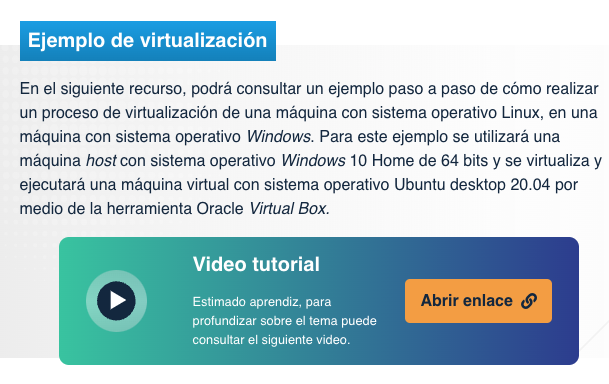 Ejemplo de virtualización
En el siguiente recurso, podrá consultar un ejemplo paso a paso de cómo realizar
un proceso de virtualización de una máquina con sistema operativo Linux, en una
máquina con sistema operativo Windows. Para este ejemplo se utilizará una
máquina host con sistema operativo Windows 10 Home de 64 bits y se virtualiza y
ejecutará una máquina virtual con sistema operativo Ubuntu desktop 20.04 por
medio de la herramienta Oracle Virtual Box.
Video tutorial
Estimado aprendiz, para
profundizar sobre el tema puede
consultar el siguiente video.
Abrir enlace